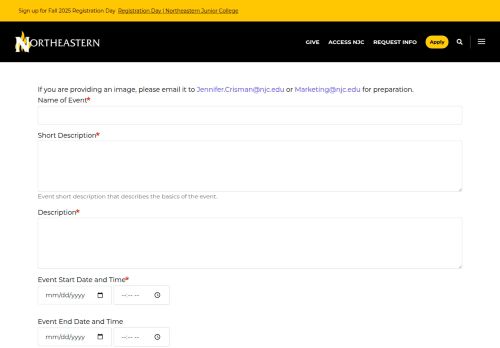 Sign up for Fall 2025 Registration Day Registration Day | Northeastern Junior College
NORTHEASTERN
GIVE ACCESS NJC REQUEST INFO Apply
If you are providing an image, please email it to Jennifer.Crisman@njc.edu or Marketing@njc.edu for preparation.
Name of Event*
Short Description*
Event short description that describes the basics of the event.
Description*
Event Start Date and Time*
mm/dd/yyyy --:-- --
Event End Date and Time
mm/dd/yyyy --:-- --